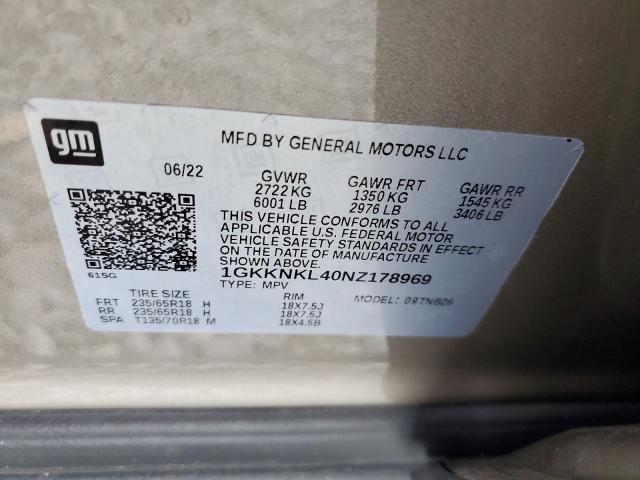 gm
MFD BY GENERAL MOTORS LLC
06/22 GVWR GAWR FRT GAWR RR
2722 KG 1350 KG 1545 KG
6001 LB 2976 LB 3406 LB
THIS VEHICLE CONFORMS TO ALL
APPLICABLE U.S. FEDERAL MOTOR
VEHICLE SAFETY STANDARDS IN EFFECT
ON THE DATE OF MANUFACTURE
SHOWN ABOVE.
615G 1GKKNKL40NZ178969
TYPE: MPV MODEL: 09TNB26
TIRE SIZE RIM
FRT 235/65R18 H 18X7.5J
RR 235/65R18 H 18X7.5J
SPA T135/70R18 M 18X4.5B